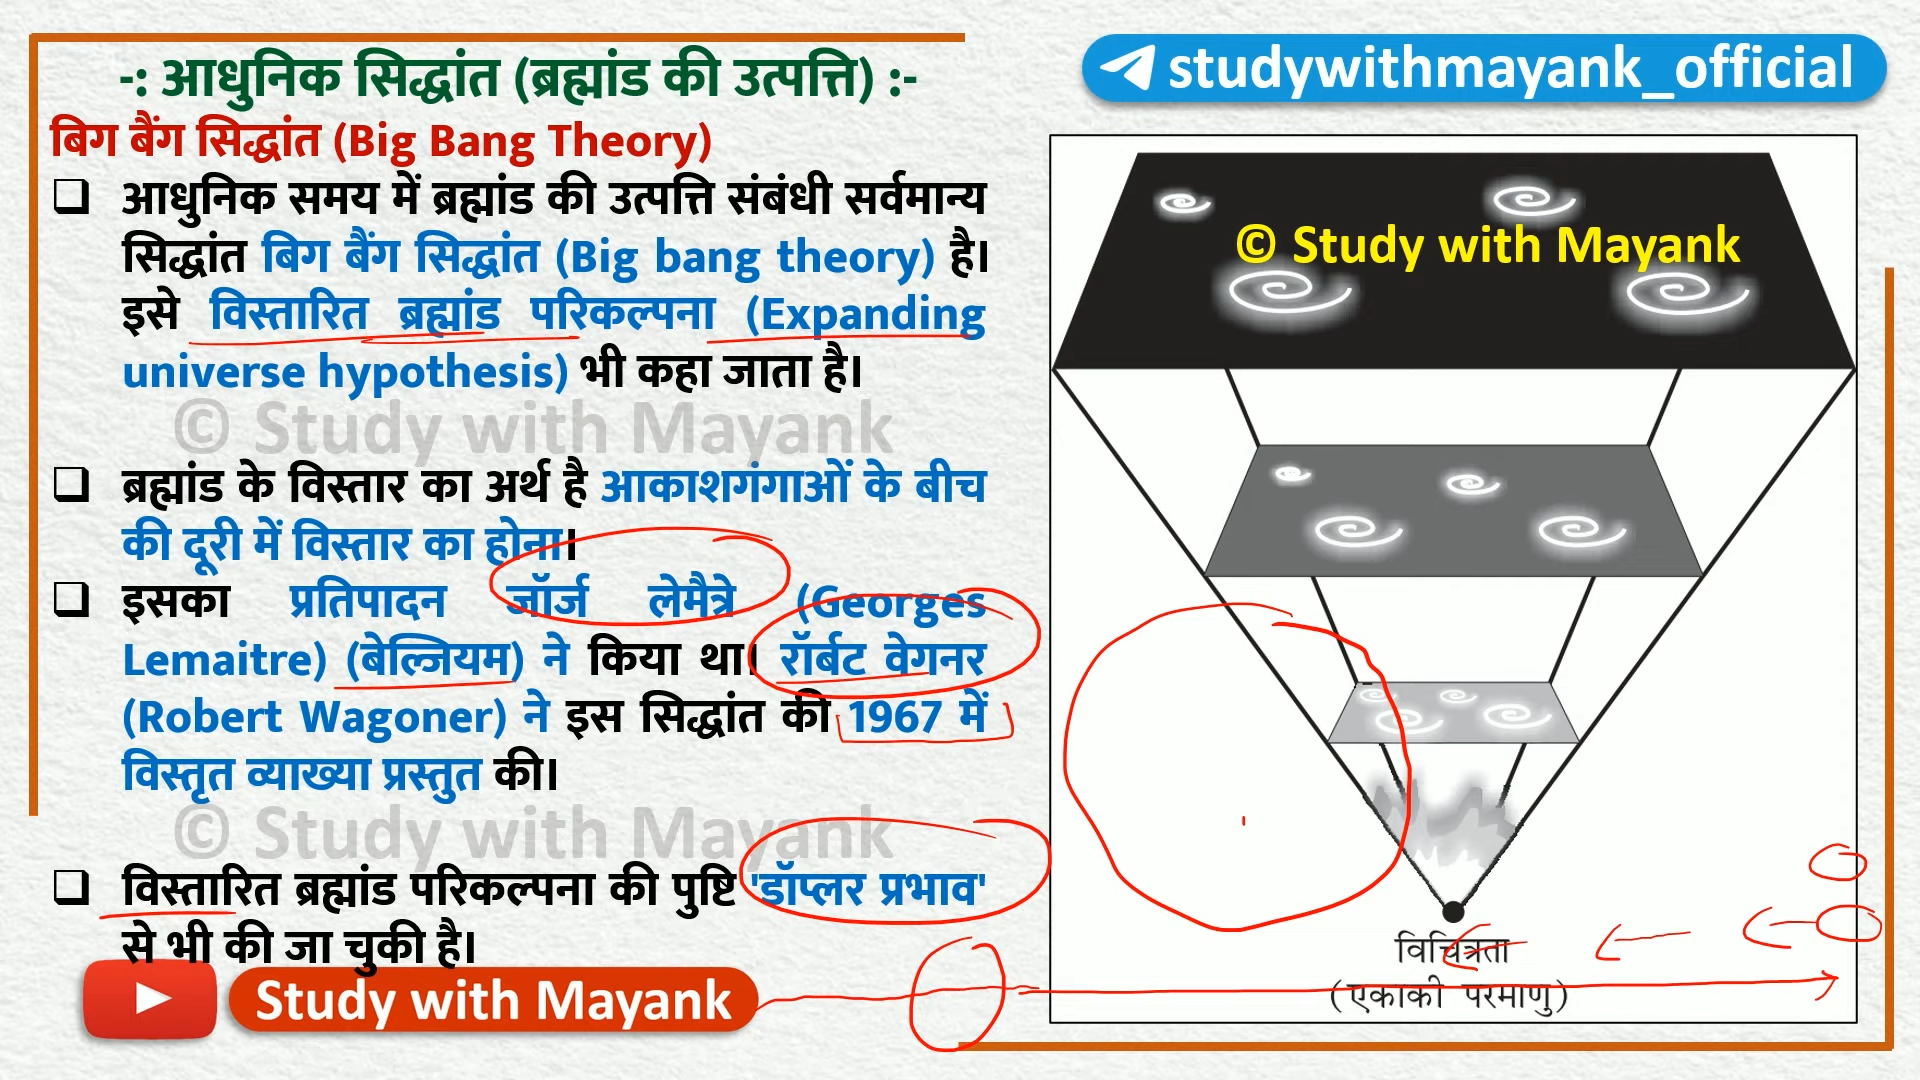 -: आधुनिक सिद्धांत (ब्रह्मांड की उत्पत्ति) :-
बिग बैंग सिद्धांत (Big Bang Theory)
❑ आधुनिक समय में ब्रह्मांड की उत्पत्ति संबंधी सर्वमान्य
सिद्धांत बिग बैंग सिद्धांत (Big bang theory) है।
इसे विस्तारित ब्रह्मांड परिकल्पना (Expanding
universe hypothesis) भी कहा जाता है।
© Study with Mayank
❑ ब्रह्मांड के विस्तार का अर्थ है आकाशगंगाओं के बीच
की दूरी में विस्तार का होना।
❑ इसका प्रतिपादन जॉर्ज लेमैत्रे (Georges
Lemaitre) (बेल्जियम) ने किया था। रॉर्बट वेगनर
(Robert Wagoner) ने इस सिद्धांत की 1967 में
विस्तृत व्याख्या प्रस्तुत की।
© Study with Mayank
❑ विस्तारित ब्रह्मांड परिकल्पना की पुष्टि 'डॉप्लर प्रभाव'
से भी की जा चुकी है।
Study with Mayank
studywithmayank_official
© Study with Mayank
विचित्रता
(एकाकी परमाणु)